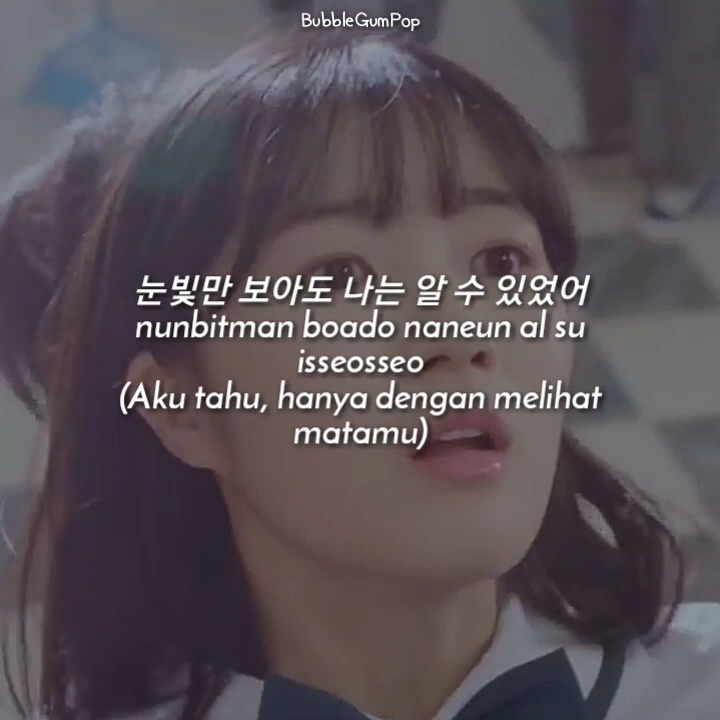 BubbleGumPop
눈빛만 보아도 나는 알 수 있었어
nunbitman boado naneun al su
isseosseo
(Aku tahu, hanya dengan melihat
matamu)